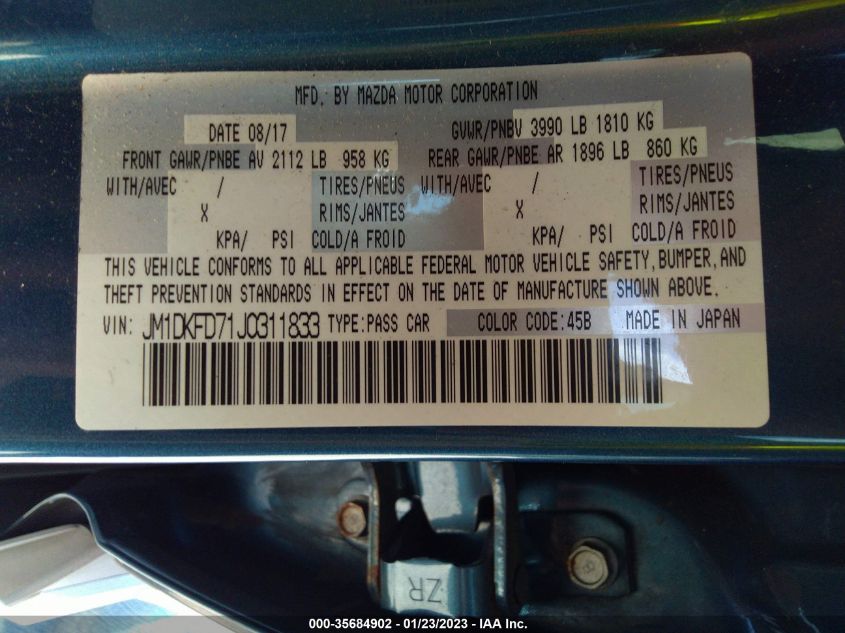 MFD. BY MAZDA MOTOR CORPORATION
DATE 08/17 GVWR/PNBV 3990 LB 1810 KG
FRONT GAWR/PNBE AV 2112 LB 958 KG REAR GAWR/PNBE AR 1896 LB 860 KG
WITH/AVEC / TIRES/PNEUS WITH/AVEC / TIRES/PNEUS
X RIMS/JANTES X RIMS/JANTES
KPA/ PSI COLD/A FROID KPA/ PSI COLD/A FROID
THIS VEHICLE CONFORMS TO ALL APPLICABLE FEDERAL MOTOR VEHICLE SAFETY, BUMPER, AND
THEFT PREVENTION STANDARDS IN EFFECT ON THE DATE OF MANUFACTURE SHOWN ABOVE.
VIN: JM1DKFD71J0311833 TYPE:PASS CAR COLOR CODE:45B MADE IN JAPAN
ZR
000-35684902 - 01/23/2023 - IAA Inc.